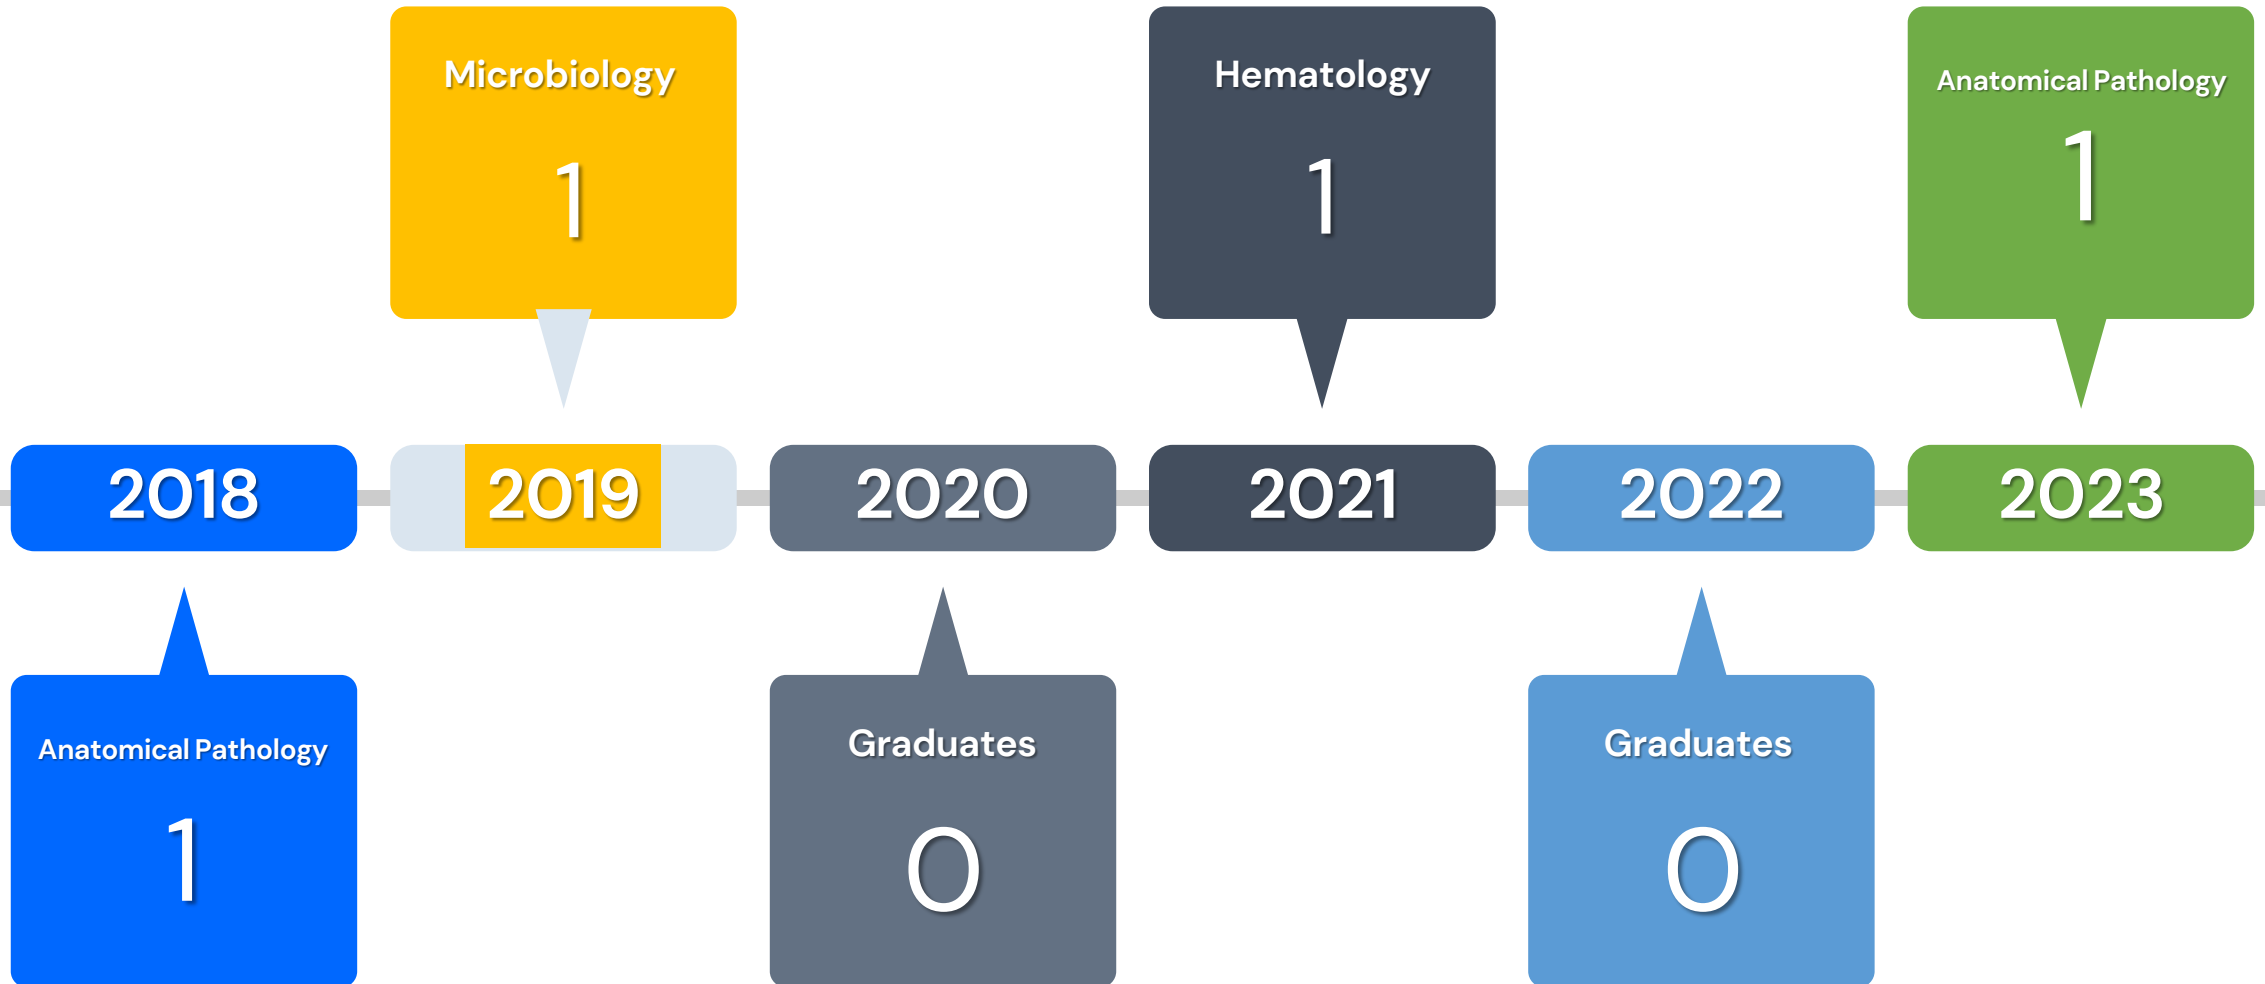 Microbiology
1
Hematology
1
Anatomical Pathology
1
2018
2019
2020
2021
2022
2023
Anatomical Pathology
1
Graduates
0
Graduates
0